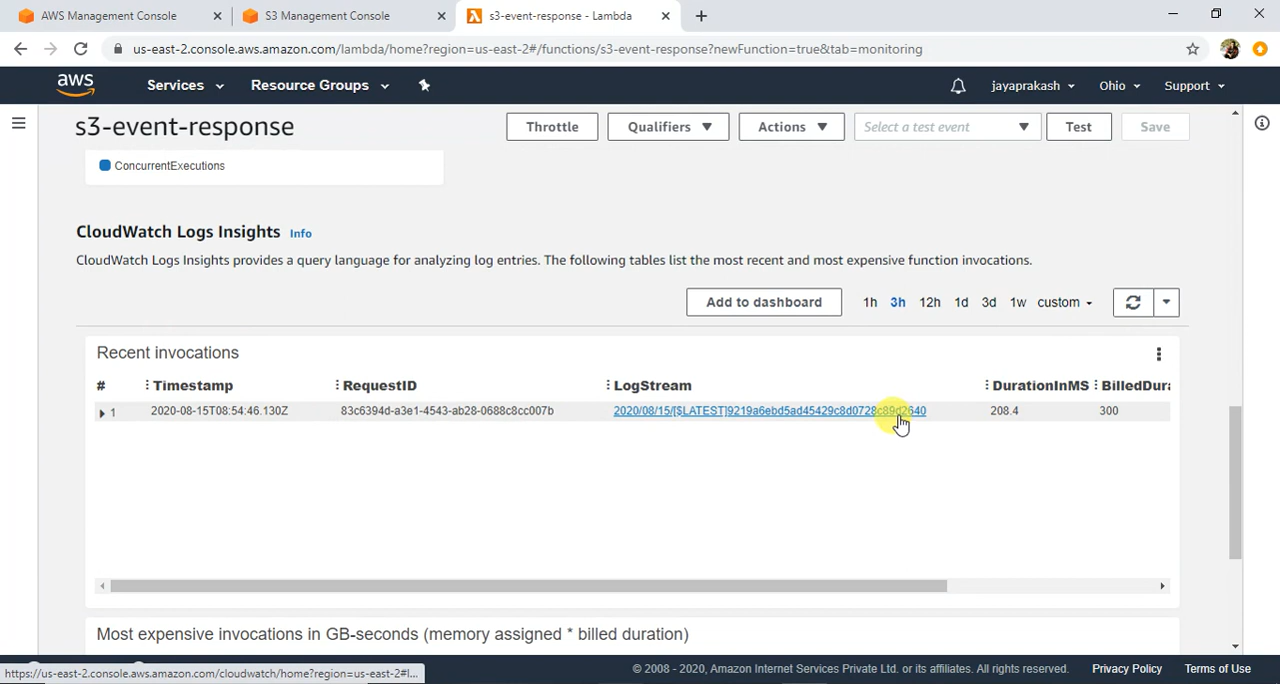 AWS Management Console
S3 Management Console
s3-event-response - Lambda
us-east-2.console.aws.amazon.com/lambda/home?region=us-east-2#/functions/s3-event-response?newFunction=true&tab=monitoring
aws
Services
Resource Groups
jayaprakash
Ohio
Support
s3-event-response
Throttle
Qualifiers
Actions
Select a test event
Test
Save
ConcurrentExecutions
CloudWatch Logs Insights Info
CloudWatch Logs Insights provides a query language for analyzing log entries. The following tables list the most recent and most expensive function invocations.
Add to dashboard
1h 3h 12h 1d 3d 1w custom
Recent invocations
# Timestamp RequestID LogStream DurationInMS BilledDura
1 2020-08-15T08:54:46.130Z 83c6394d-a3e1-4543-ab28-0688c8cc007b 2020/08/15/[$LATEST]9219a6ebd5ad45429c8d0728c89d2640 208.4 300
Most expensive invocations in GB-seconds (memory assigned * billed duration)
https://us-east-2.console.aws.amazon.com/cloudwatch/home?region=us-east-2#l...
© 2008 - 2020, Amazon Internet Services Private Ltd. or its affiliates. All rights reserved.
Privacy Policy
Terms of Use